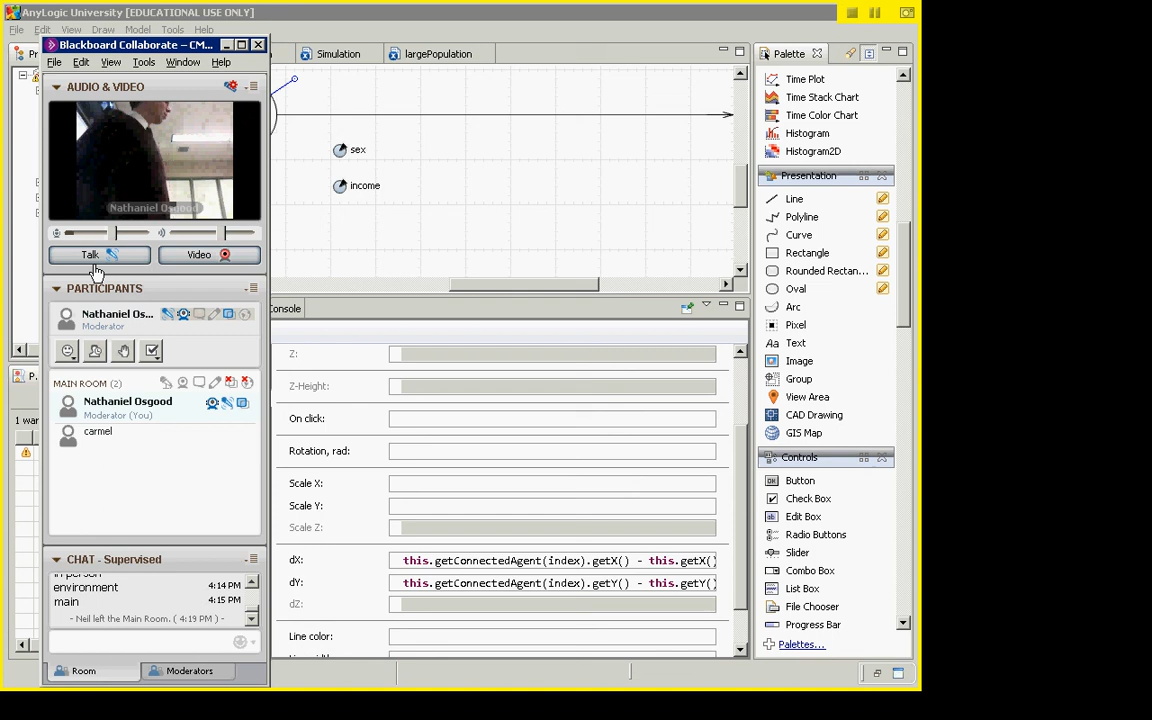 AnyLogic University [EDUCATIONAL USE ONLY]
File Edit View Draw Model Tools Help
Blackboard Collaborate – CM...
File Edit View Tools Window Help
AUDIO & VIDEO
Nathaniel Osgood
Talk Video
PARTICIPANTS
Nathaniel Os...
Moderator
MAIN ROOM (2)
Nathaniel Osgood
Moderator (You)
carmel
CHAT - Supervised
in person
environment 4:14 PM
main 4:15 PM
- Neil left the Main Room. ( 4:19 PM ) -
Room Moderators
Pr
P.
1 war
Simulation largePopulation
sex
income
Console
Z:
Z-Height:
On click:
Rotation, rad:
Scale X:
Scale Y:
Scale Z:
dX: this.getConnectedAgent(index).getX() - this.getX()
dY: this.getConnectedAgent(index).getY() - this.getY()
dZ:
Line color:
Palette
Time Plot
Time Stack Chart
Time Color Chart
Histogram
Histogram2D
Presentation
Line
Polyline
Curve
Rectangle
Rounded Rectan...
Oval
Arc
Pixel
Text
Image
Group
View Area
CAD Drawing
GIS Map
Controls
Button
Check Box
Edit Box
Radio Buttons
Slider
Combo Box
List Box
File Chooser
Progress Bar
Palettes...